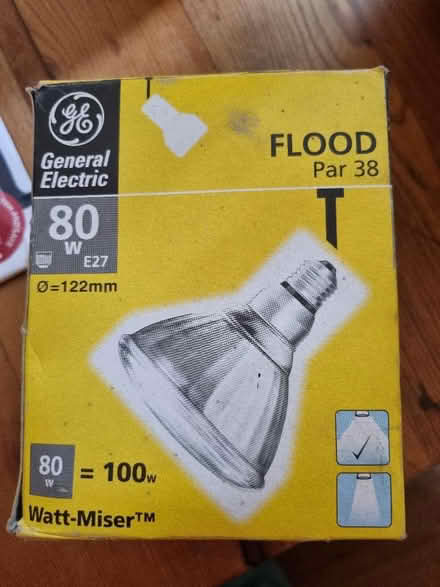 GE
General
Electric
FLOOD
Par 38
80
W
E27
Ø=122mm
80
W
= 100w
Watt-Miser™